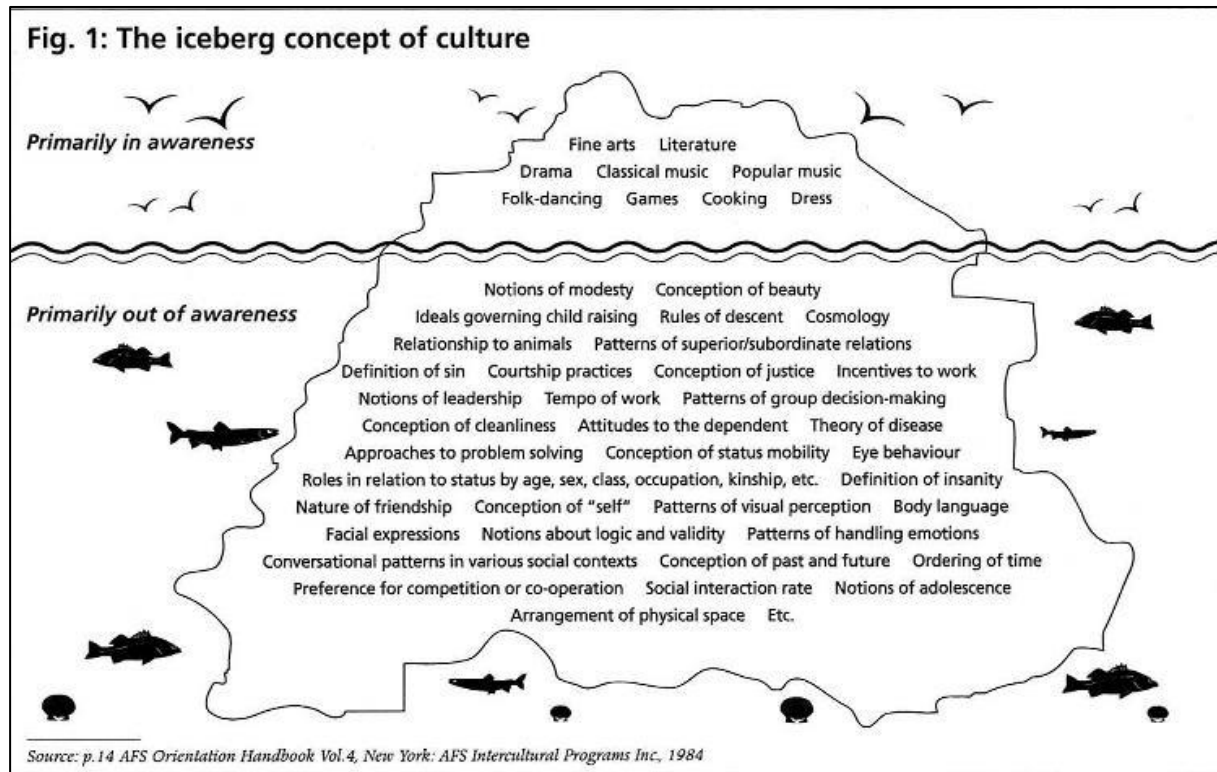 Fig. 1: The iceberg concept of culture
Primarily in awareness
Fine arts Literature
Drama Classical music Popular music
Folk-dancing Games Cooking Dress
Primarily out of awareness
Notions of modesty Conception of beauty
Ideals governing child raising Rules of descent Cosmology
Relationship to animals Patterns of superior/subordinate relations
Definition of sin Courtship practices Conception of justice Incentives to work
Notions of leadership Tempo of work Patterns of group decision-making
Conception of cleanliness Attitudes to the dependent Theory of disease
Approaches to problem solving Conception of status mobility Eye behaviour
Roles in relation to status by age, sex, class, occupation, kinship, etc. Definition of insanity
Nature of friendship Conception of "self" Patterns of visual perception Body language
Facial expressions Notions about logic and validity Patterns of handling emotions
Conversational patterns in various social contexts Conception of past and future Ordering of time
Preference for competition or co-operation Social interaction rate Notions of adolescence
Arrangement of physical space Etc.
Source: p.14 AFS Orientation Handbook Vol.4, New York: AFS Intercultural Programs Inc., 1984